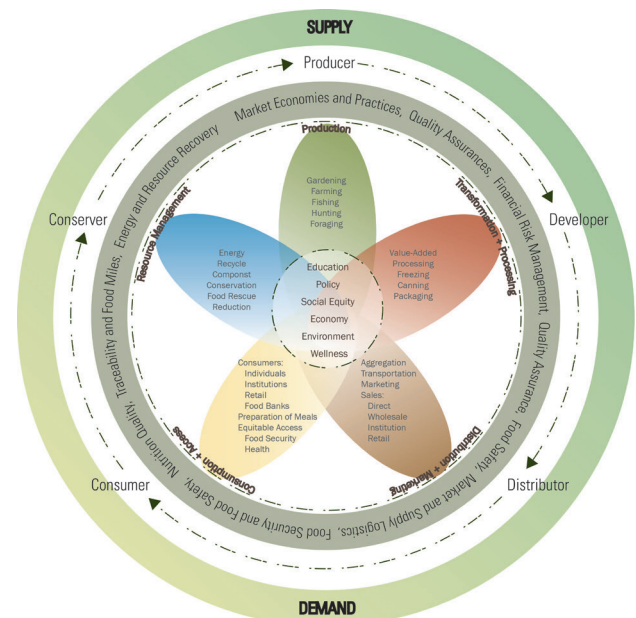 SUPPLY
Producer
Market Economies and Practices, Quality Assurances, Financial Risk Management, Quality Assurance, Food Safety, Market and Supply Logistics, Food Security and Food Safety, Nutrition Quality, Traceability and Food Miles, Energy and Resource Recovery
Production
Gardening
Farming
Fishing
Hunting
Foraging
Conserver
Developer
Resource Management
Energy
Recycle
Componst
Conservation
Food Rescue
Reduction
Transformation + Processing
Value-Added
Processing
Freezing
Canning
Packaging
Education
Policy
Social Equity
Economy
Environment
Wellness
Consumers:
Individuals
Institutions
Retail
Food Banks
Preparation of Meals
Equitable Access
Food Security
Health
Consumption + Access
Aggregation
Transportation
Marketing
Sales:
Direct
Wholesale
Institution
Retail
Distribution + Marketing
Consumer
Distributor
DEMAND